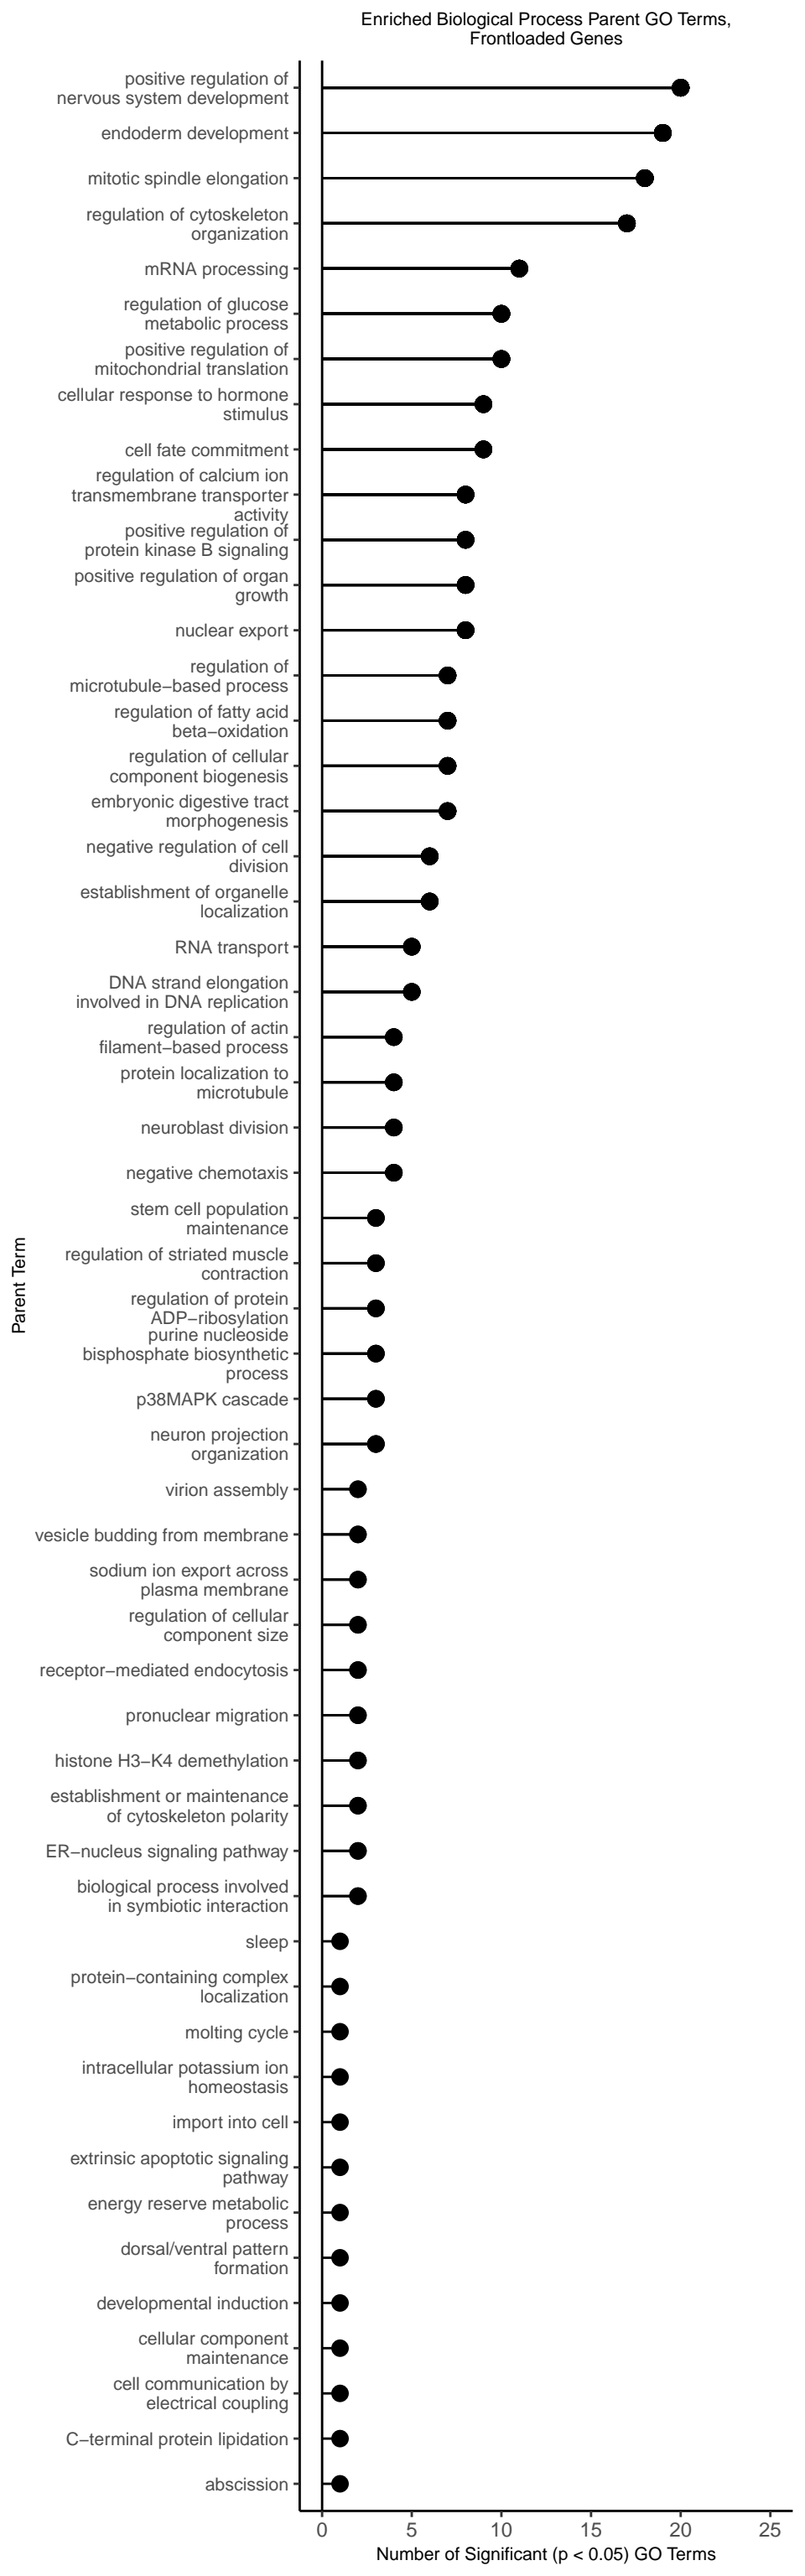 Enriched Biological Process Parent GO Terms,
Frontloaded Genes
positive regulation of
nervous system development
endoderm development
mitotic spindle elongation
regulation of cytoskeleton
organization
mRNA processing
regulation of glucose
metabolic process
positive regulation of
mitochondrial translation
cellular response to hormone
stimulus
cell fate commitment
regulation of calcium ion
transmembrane transporter
activity
positive regulation of
protein kinase B signaling
positive regulation of organ
growth
nuclear export
regulation of
microtubule−based process
regulation of fatty acid
beta−oxidation
regulation of cellular
component biogenesis
embryonic digestive tract
morphogenesis
negative regulation of cell
division
establishment of organelle
localization
RNA transport
DNA strand elongation
involved in DNA replication
regulation of actin
filament−based process
protein localization to
microtubule
neuroblast division
negative chemotaxis
stem cell population
maintenance
regulation of striated muscle
contraction
regulation of protein
ADP−ribosylation
purine nucleoside
bisphosphate biosynthetic
process
p38MAPK cascade
neuron projection
organization
virion assembly
vesicle budding from membrane
sodium ion export across
plasma membrane
regulation of cellular
component size
receptor−mediated endocytosis
pronuclear migration
histone H3−K4 demethylation
establishment or maintenance
of cytoskeleton polarity
ER−nucleus signaling pathway
biological process involved
in symbiotic interaction
sleep
protein−containing complex
localization
molting cycle
intracellular potassium ion
homeostasis
import into cell
extrinsic apoptotic signaling
pathway
energy reserve metabolic
process
dorsal/ventral pattern
formation
developmental induction
cellular component
maintenance
cell communication by
electrical coupling
C−terminal protein lipidation
abscission
Parent Term
0 5 10 15 20 25
Number of Significant (p < 0.05) GO Terms